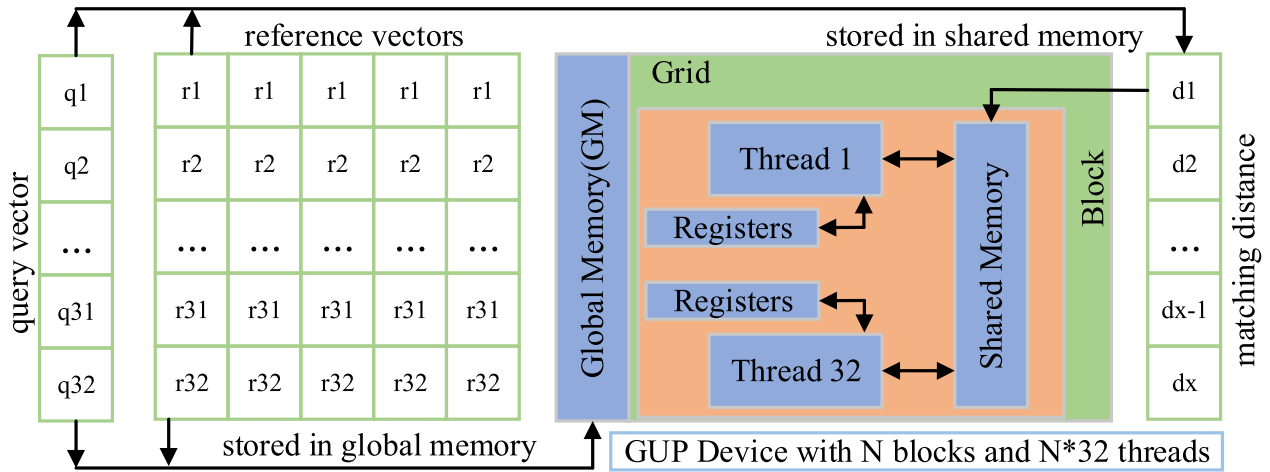 reference vectors
stored in shared memory
query vector
q1
q2
...
q31
q32
r1 r1 r1 r1 r1
r2 r2 r2 r2 r2
... ... ... ... ...
r31 r31 r31 r31 r31
r32 r32 r32 r32 r32
stored in global memory
Global Memory(GM)
Grid
Block
Thread 1
Registers
Registers
Thread 32
Shared Memory
d1
d2
...
dx-1
dx
matching distance
GUP Device with N blocks and N*32 threads